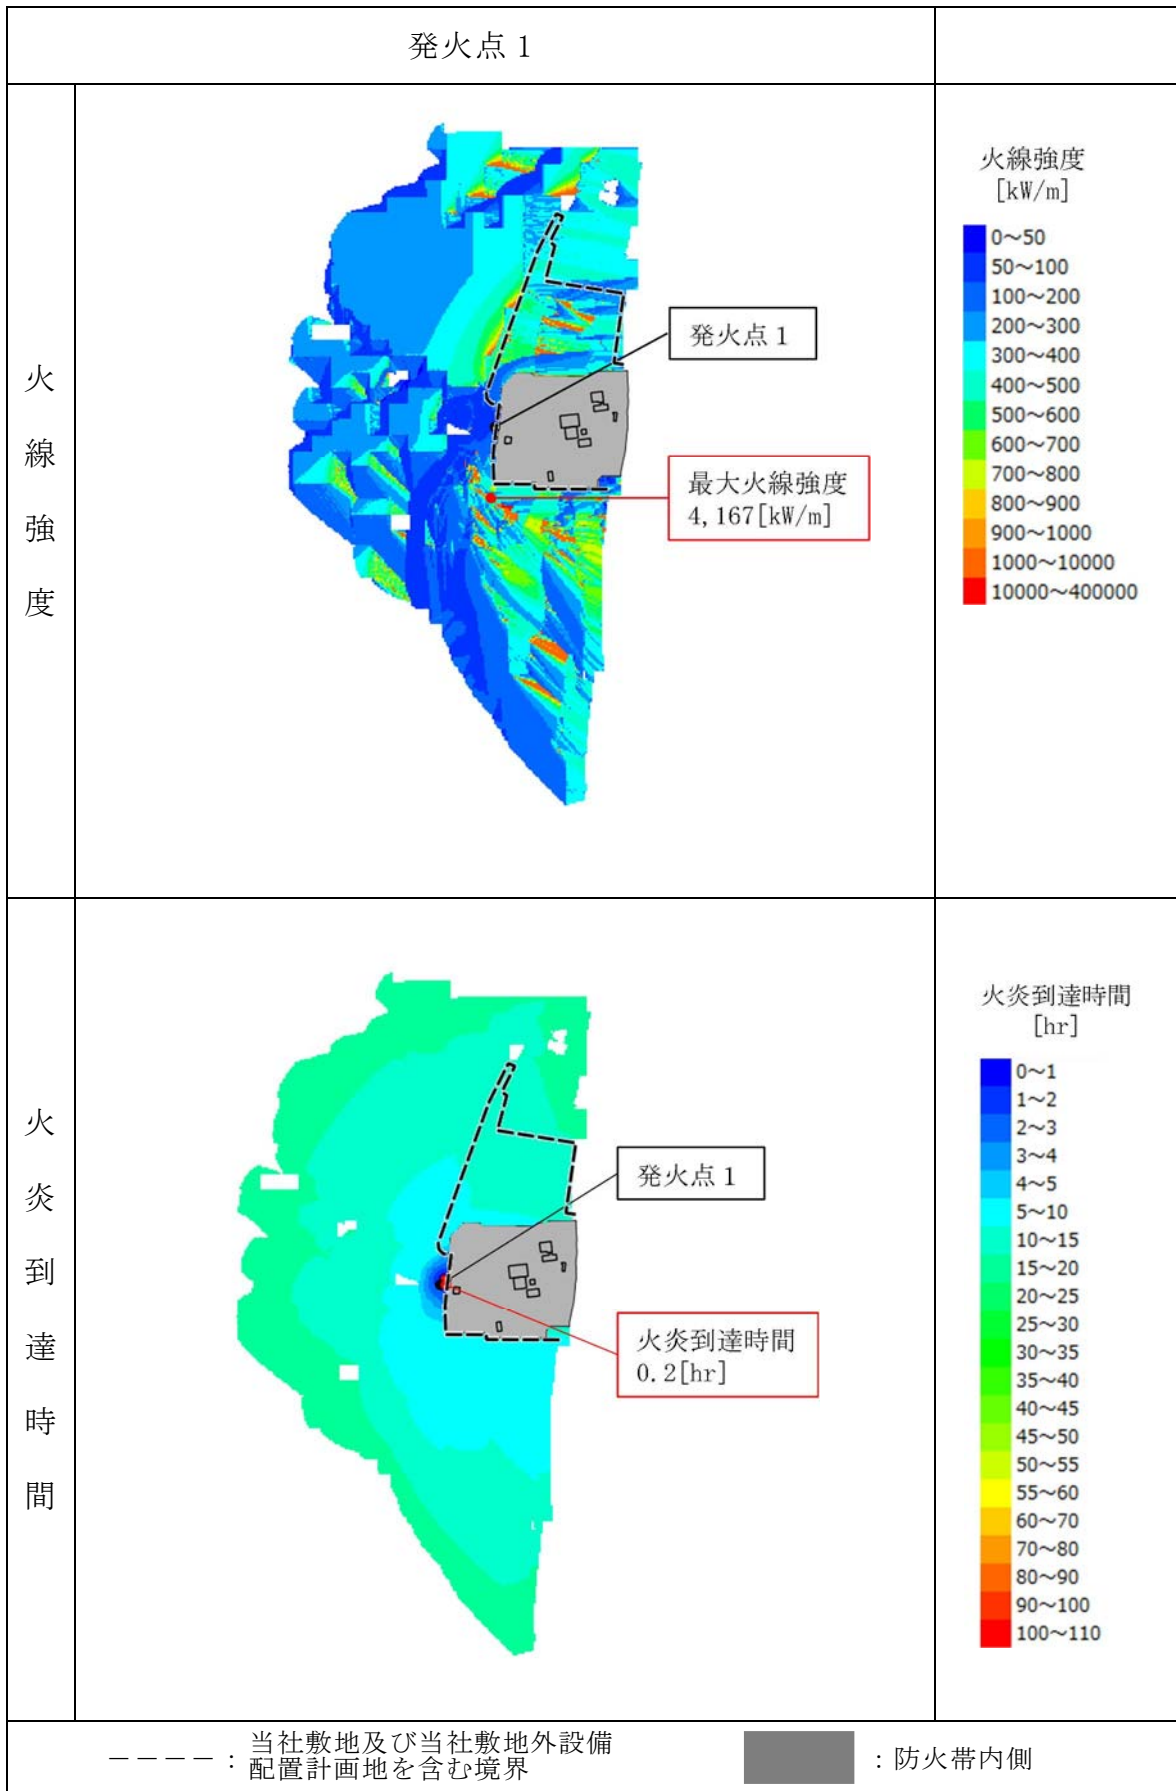 発火点 1
火線強度
火線強度
[kW/m]
0～50
50～100
100～200
200～300
300～400
400～500
500～600
600～700
700～800
800～900
900～1000
1000～10000
10000～400000
発火点 1
最大火線強度
4,167[kW/m]
火炎到達時間
火炎到達時間
[hr]
0～1
1～2
2～3
3～4
4～5
5～10
10～15
15～20
20～25
25～30
30～35
35～40
40～45
45～50
50～55
55～60
60～70
70～80
80～90
90～100
100～110
発火点 1
火炎到達時間
0.2[hr]
－－－－：当社敷地及び当社敷地外設備
配置計画地を含む境界
：防火帯内側